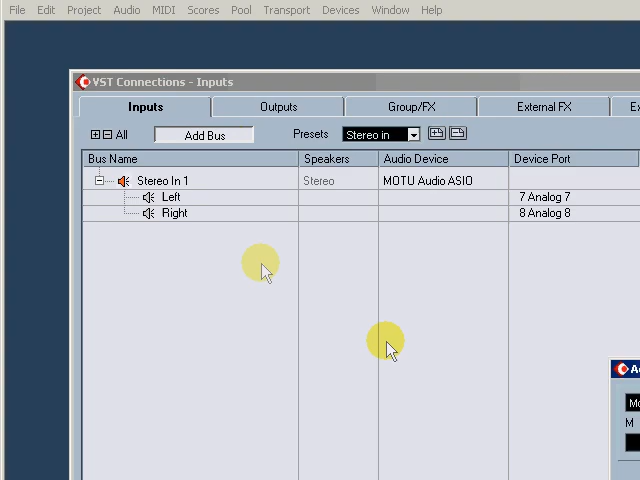 File Edit Project Audio MIDI Scores Pool Transport Devices Window Help
VST Connections - Inputs
Inputs Outputs Group/FX External FX
All Add Bus Presets Stereo in
Bus Name Speakers Audio Device Device Port
Stereo In 1 Stereo MOTU Audio ASIO
Left 7 Analog 7
Right 8 Analog 8
M